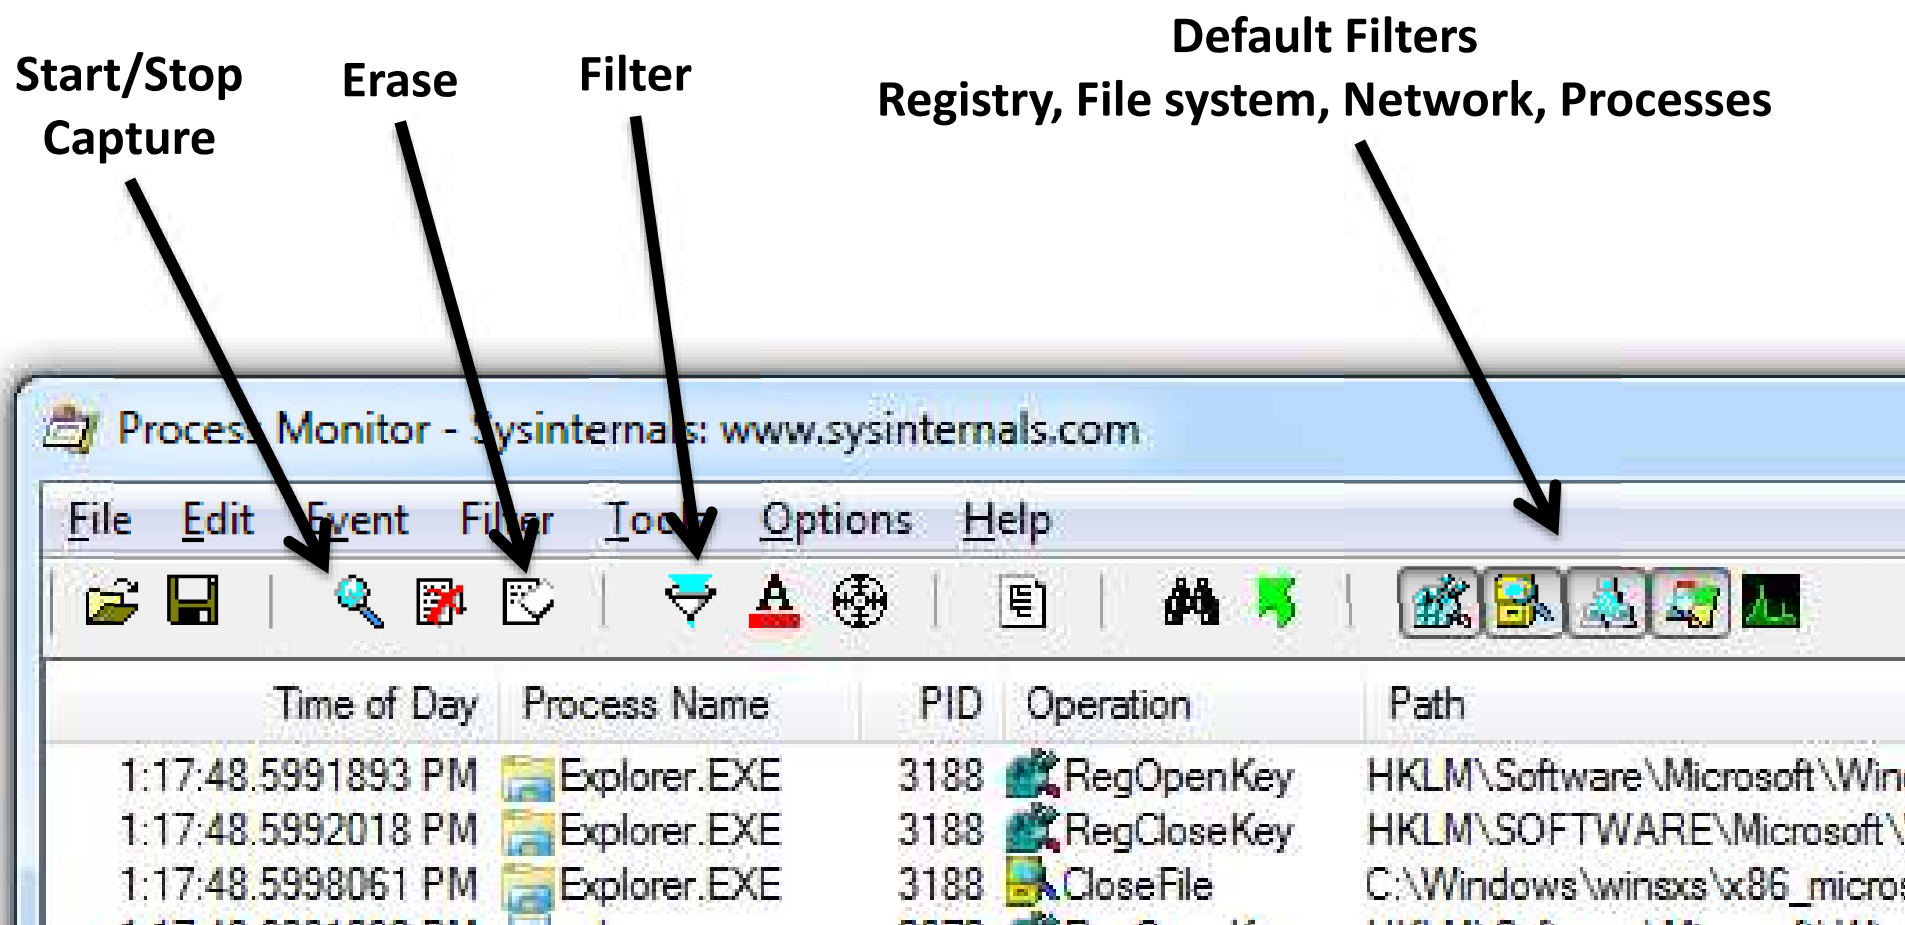 Default Filters
Start/Stop Erase Filter
Registry, File system, Network, Processes
Capture
Process Monitor - Sysinternals: www.sysinternals.com
File Edit Event Filter Tools Options Help
Time of Day Process Name PID Operation Path
1:17:48.5991893 PM Explorer.EXE 3188 RegOpenKey HKLM\Software\Microsoft\Win
1:17:48.5992018 PM Explorer.EXE 3188 RegCloseKey HKLM\SOFTWARE\Microsoft\
1:17:48.5998061 PM Explorer.EXE 3188 CloseFile C:\Windows\winsxs\x86_micros